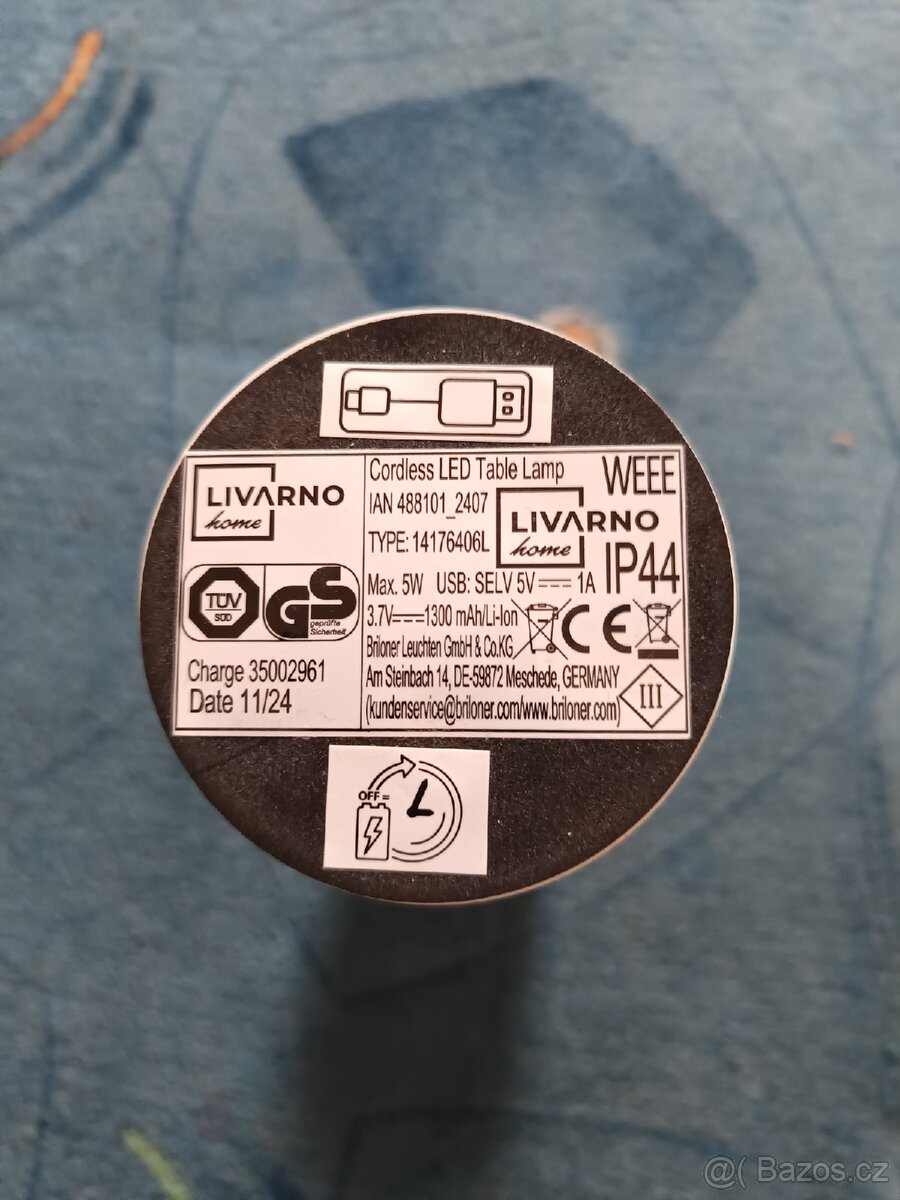 LIVARNO
home
TÜV
SÜD
GS
geprüfte
Sicherheit
Charge 35002961
Date 11/24
Cordless LED Table Lamp
WEEE
IAN 488101_2407
LIVARNO
home
TYPE: 14176406L
IP44
Max. 5W USB: SELV 5V⎓1A
3.7V⎓1300 mAh/Li-Ion
CE
Briloner Leuchten GmbH & Co.KG
Am Steinbach 14, DE-59872 Meschede, GERMANY
(kundenservice@briloner.com/www.briloner.com)
III
OFF=
@( Bazos.cz